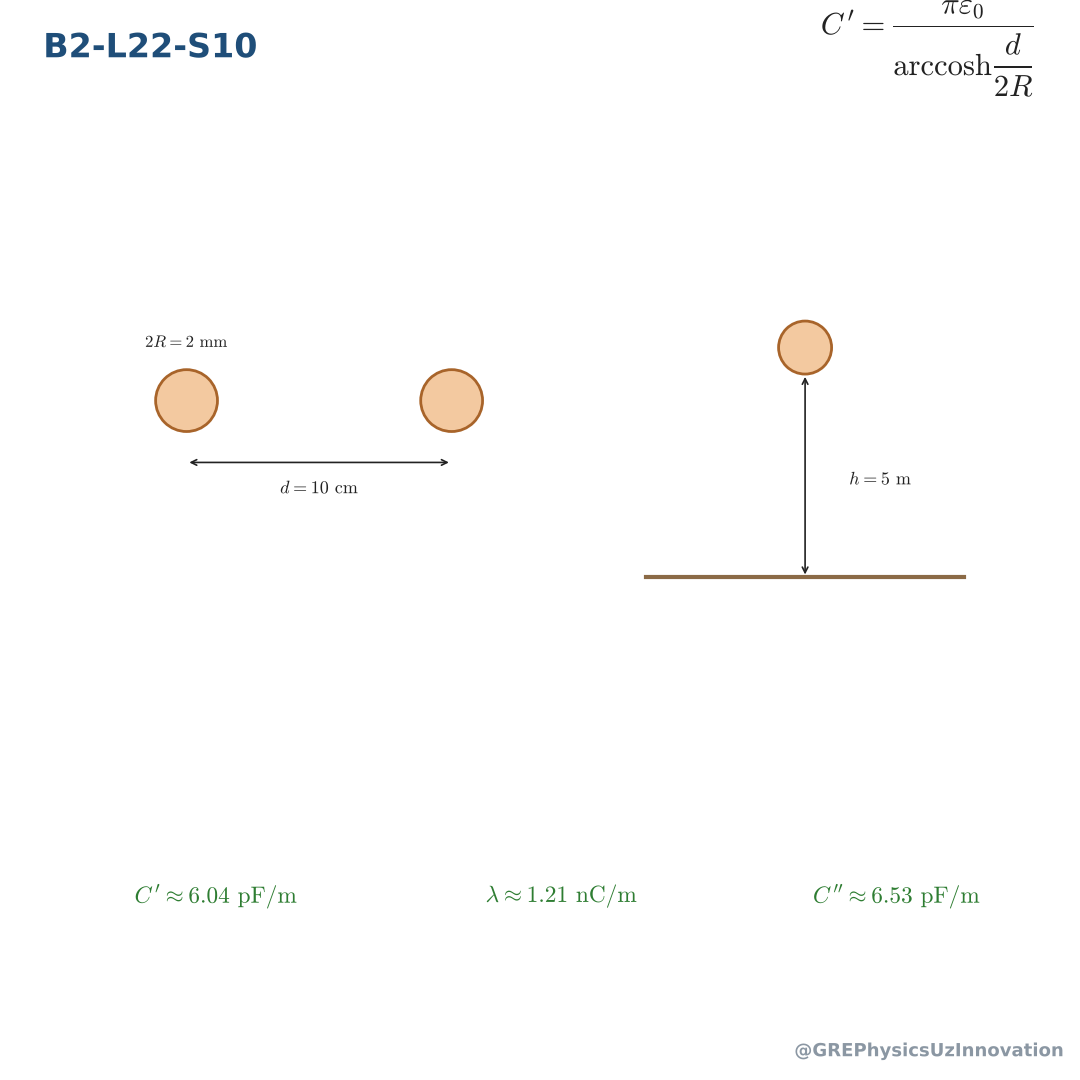 B2-L22-S10
C′ = πε₀ / arccosh d/2R
2R = 2 mm
d = 10 cm
h = 5 m
C′ ≈ 6.04 pF/m
λ ≈ 1.21 nC/m
C″ ≈ 6.53 pF/m
@GREPhysicsUzInnovation